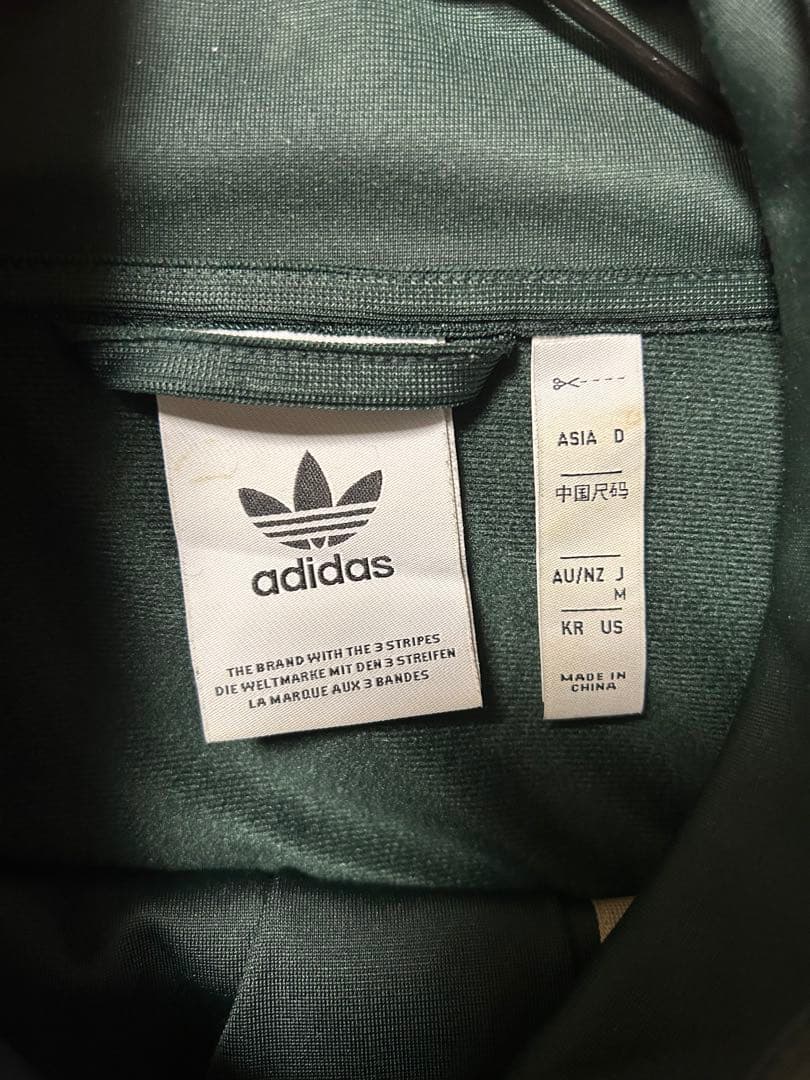 adidas
THE BRAND WITH THE 3 STRIPES
DIE WELTMARKE MIT DEN 3 STREIFEN
LA MARQUE AUX 3 BANDES
ASIA D
中国尺码
AU/NZ J
M
KR US
MADE IN
CHINA